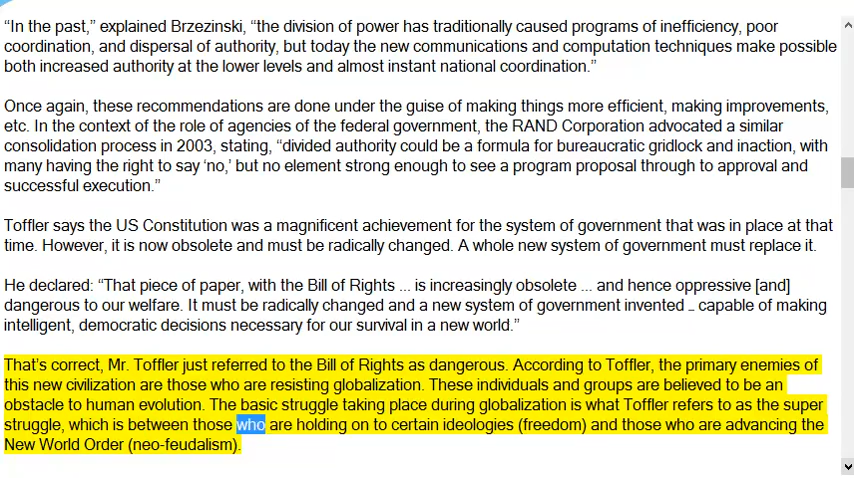 “In the past,” explained Brzezinski, “the division of power has traditionally caused programs of inefficiency, poor
coordination, and dispersal of authority, but today the new communications and computation techniques make possible
both increased authority at the lower levels and almost instant national coordination.”
Once again, these recommendations are done under the guise of making things more efficient, making improvements,
etc. In the context of the role of agencies of the federal government, the RAND Corporation advocated a similar
consolidation process in 2003, stating, “divided authority could be a formula for bureaucratic gridlock and inaction, with
many having the right to say ‘no,’ but no element strong enough to see a program proposal through to approval and
successful execution.”
Toffler says the US Constitution was a magnificent achievement for the system of government that was in place at that
time. However, it is now obsolete and must be radically changed. A whole new system of government must replace it.
He declared: “That piece of paper, with the Bill of Rights ... is increasingly obsolete ... and hence oppressive [and]
dangerous to our welfare. It must be radically changed and a new system of government invented .. capable of making
intelligent, democratic decisions necessary for our survival in a new world.”
That’s correct, Mr. Toffler just referred to the Bill of Rights as dangerous. According to Toffler, the primary enemies of
this new civilization are those who are resisting globalization. These individuals and groups are believed to be an
obstacle to human evolution. The basic struggle taking place during globalization is what Toffler refers to as the super
struggle, which is between those who are holding on to certain ideologies (freedom) and those who are advancing the
New World Order (neo-feudalism).